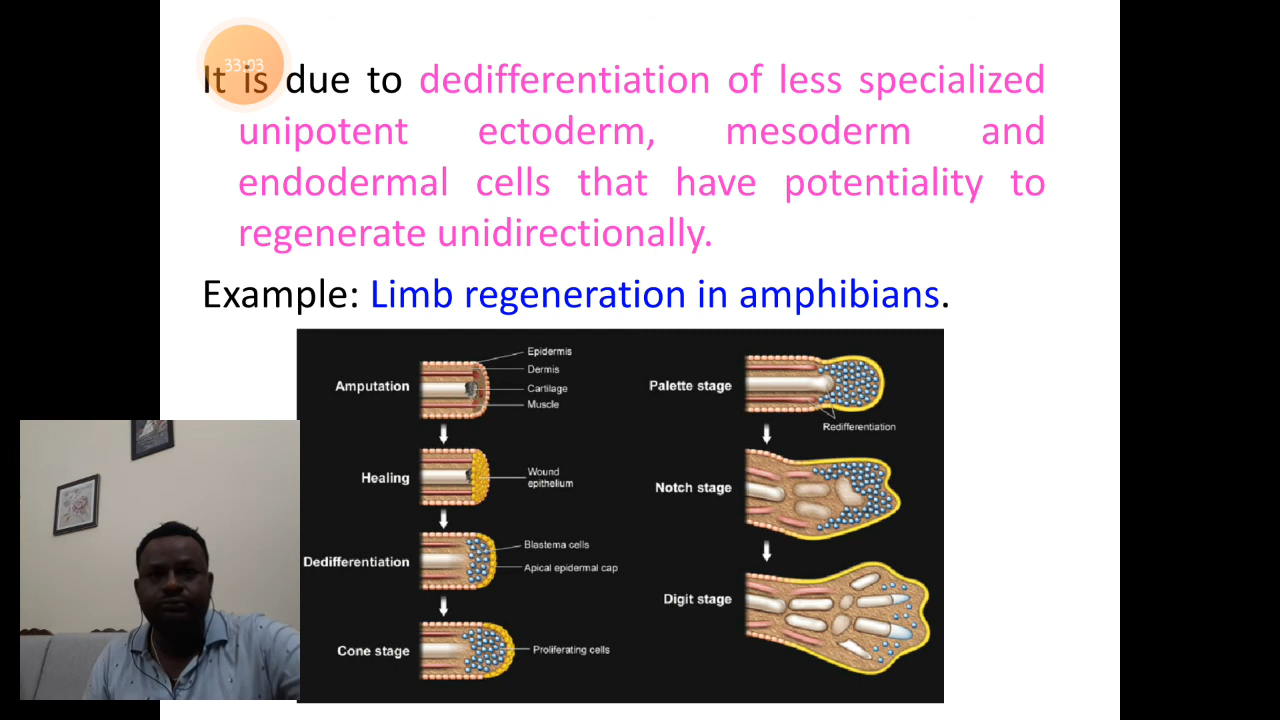 33:03
It is due to dedifferentiation of less specialized
unipotent ectoderm, mesoderm and
endodermal cells that have potentiality to
regenerate unidirectionally.
Example: Limb regeneration in amphibians.
Amputation
Epidermis
Dermis
Cartilage
Muscle
Healing
Wound
epithelium
Dedifferentiation
Blastema cells
Apical epidermal cap
Cone stage
Proliferating cells
Palette stage
Redifferentiation
Notch stage
Digit stage